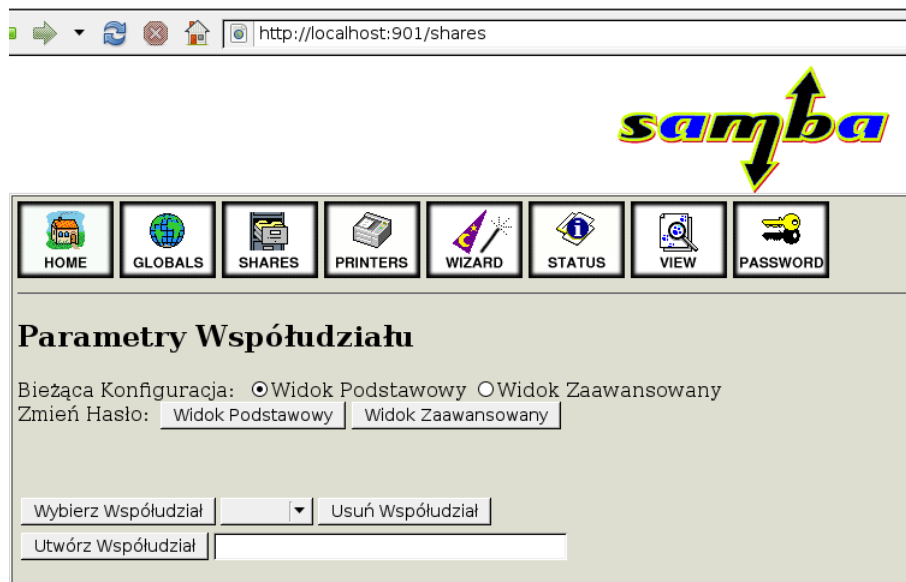 http://localhost:901/shares
samba
HOME GLOBALS SHARES PRINTERS WIZARD STATUS VIEW PASSWORD
Parametry Współudziału
Bieżąca Konfiguracja: Widok Podstawowy Widok Zaawansowany
Zmień Hasło: Widok Podstawowy Widok Zaawansowany
Wybierz Współudział Usuń Współudział
Utwórz Współudział